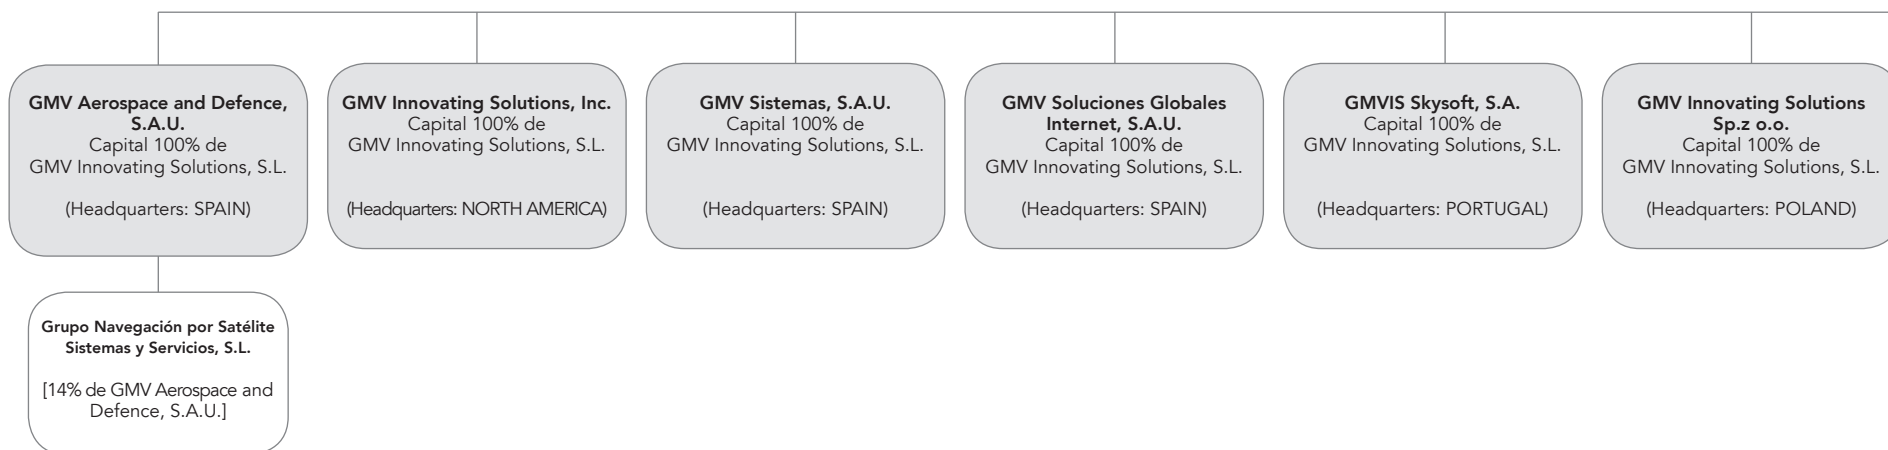 GMV Aerospace and Defence,
S.A.U.
Capital 100% de
GMV Innovating Solutions, S.L.
(Headquarters: SPAIN)
GMV Innovating Solutions, Inc.
Capital 100% de
GMV Innovating Solutions, S.L.
(Headquarters: NORTH AMERICA)
GMV Sistemas, S.A.U.
Capital 100% de
GMV Innovating Solutions, S.L.
(Headquarters: SPAIN)
GMV Soluciones Globales
Internet, S.A.U.
Capital 100% de
GMV Innovating Solutions, S.L.
(Headquarters: SPAIN)
GMVIS Skysoft, S.A.
Capital 100% de
GMV Innovating Solutions, S.L.
(Headquarters: PORTUGAL)
GMV Innovating Solutions
Sp.z o.o.
Capital 100% de
GMV Innovating Solutions, S.L.
(Headquarters: POLAND)
Grupo Navegación por Satélite
Sistemas y Servicios, S.L.
[14% de GMV Aerospace and
Defence, S.A.U.]